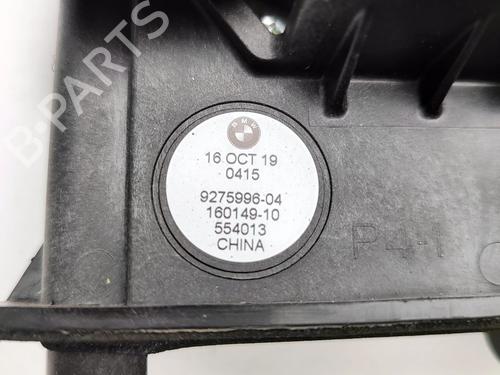 B-PARTS
BMW
16 OCT 19
0415
9275996-04
160149-10
554013
CHINA
P4-1